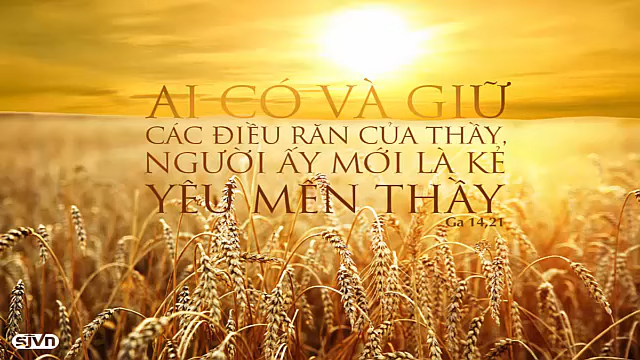 AI CÓ VÀ GIỮ
CÁC ĐIỀU RĂN CỦA THẦY,
NGƯỜI ẤY MỚI LÀ KẺ
YÊU MẾN THẦY
Ga 14,21
sjvn